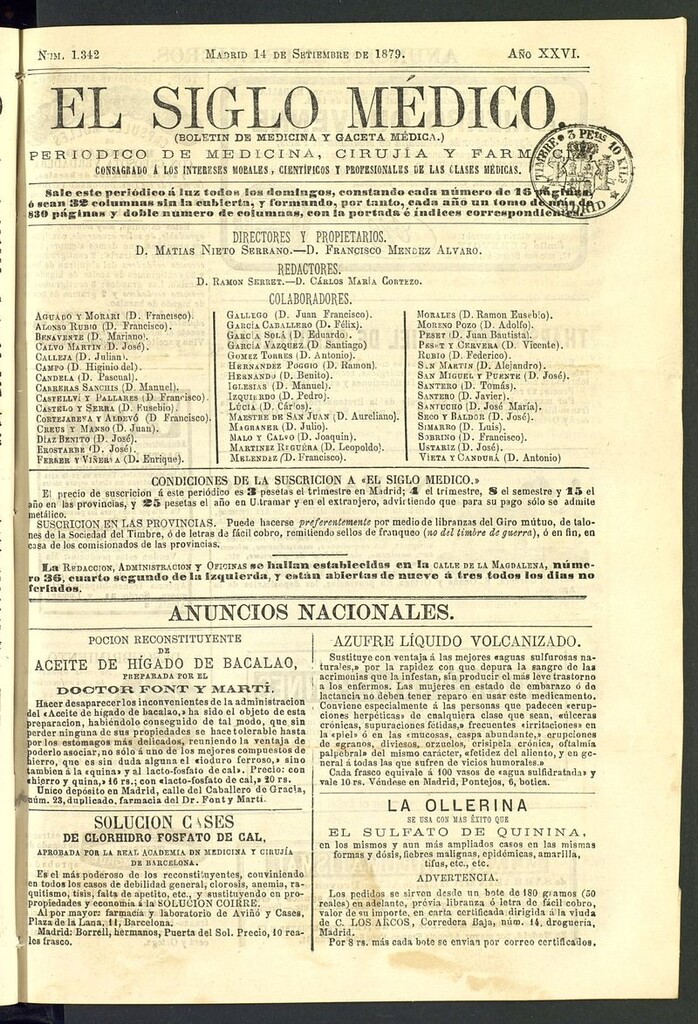 NÚM. 1.342 MADRID 14 DE SETIEMBRE DE 1879. AÑO XXVI.
EL SIGLO MÉDICO.
(BOLETIN DE MEDICINA Y GACETA MÉDICA.)
PERIODICO DE MEDICINA, CIRUJÍA Y FARM
CONSAGRADO Á LOS INTERESES MORALES, CIENTÍFICOS Y PROFESIONALES DE LAS CLASES MÉDICAS.
TIMBRE 3 PETS 10 KILS
MADRID
Sale este periódico á luz todos los domingos, constando cada número de 16 páginas,
ó sean 32 columnas sin la cubierta, y formando, por tanto, cada año un tomo de más de
830 páginas y doble numero de columnas, con la portada é índices correspondientes.
DIRECTORES Y PROPIETARIOS.
D. MATIAS NIETO SERRANO.—D. FRANCISCO MENDEZ ALVARO.
REDACTORES.
D. RAMON SERRET.—D. CÁRLOS MARÍA CORTEZO.
COLABORADORES.
AGUADO Y MORARI (D. Francisco).
ALONSO RUBIO (D. Francisco).
BENAVENTE (D. Mariano).
CALVO MARTIN (D. José).
CALLEJA (D. Julian).
CAMPO (D. Higinio del).
CANDELA (D. Pascual).
CARRERAS SANCHIS (D. Manuel).
CASTELLVÍ Y PALLARES (D. Francisco).
CASTELO Y SERRA (D. Eusebio).
CORTEJARENA Y ALDEVÓ (D. Francisco).
CREUS Y MANSO (D. Juan).
DIAZ BENITO (D. José).
EROSTARBE (D. José).
FERRER Y VIÑERTA (D. Enrique).
GALLEGO (D. Juan Francisco).
GARCÍA CABALLERO (D. Félix).
GARCÍA SOLÁ (D. Eduardo).
GARCÍA VAZQUEZ (D. Santiago)
GOMEZ TORRES (D. Antonio).
HERNANDEZ POGGIO (D. Ramon).
HERNANDO (D. Benito).
IGLESIAS (D. Manuel).
IZQUIERDO (D. Pedro).
LÚCIA (D. Cárlos).
MAESTRE DE SAN JUAN (D. Aureliano).
MAGRANER (D. Julio).
MALO Y CALVO (D. Joaquin).
MARTINEZ REGUERA (D. Leopoldo).
MELENDEZ (D. Francisco).
MORALES (D. Ramon Eusebio).
MORENO POZO (D. Adolfo).
PESET (D. Juan Bautista).
PESET Y CERVERA (D. Vicente).
RUBIO (D. Federico).
SAN MARTIN (D. Alejandro).
SAN MIGUEL Y PUENTE (D. José).
SANTERO (D. Tomás).
SANTERO (D. Javier).
SANTUCHO (D. José María).
SECO Y BALDOR (D. José).
SIMARRO (D. Luis).
SOBRINO (D. Francisco).
USTARIZ (D. José).
VIETA Y CANDURÁ (D. Antonio)
CONDICIONES DE LA SUSCRICION A «EL SIGLO MEDICO.»
El precio de suscricion á este periódico es 3 pesetas el trimestre en Madrid; 4 el trimestre, 8 el semestre y 15 el
año en las provincias, y 25 pesetas el año en Ultramar y en el extranjero, advirtiendo que para su pago sólo se admite
metálico.
SUSCRICION EN LAS PROVINCIAS. Puede hacerse preferentemente por medio de libranzas del Giro mútuo, de talo-
nes de la Sociedad del Timbre, ó de letras de fácil cobro, remitiendo sellos de franqueo (no del timbre de guerra), ó en fin, en
casa de los comisionados de las provincias.
La REDACCION, ADMINISTRACION Y OFICINAS se hallan establecidas en la CALLE DE LA MAGDALENA, núme-
ro 36, cuarto segundo de la izquierda, y están abiertas de nueve á tres todos los dias no
feriados.
ANUNCIOS NACIONALES.
POCION RECONSTITUYENTE
DE
ACEITE DE HÍGADO DE BACALAO,
PREPARADA POR EL
DOCTOR FONT Y MARTÍ.
Hacer desaparecer los inconvenientes de la administracion
del «Aceite de hígado de bacalao,» ha sido el objeto de esta
preparacion, habiéndolo conseguido de tal modo, que sin
perder ninguna de sus propiedades se hace tolerable hasta
por los estómagos más delicados, reuniendo la ventaja de
poderlo asociar, no sólo á uno de los mejores compuestos de
hierro, que es sin duda alguna el «ioduro ferroso,» sino
tambien á la «quina» y al «lacto-fosfato de cal.» Precio: con
«hierro y quina,» 16 rs.; con «lacto-fosfato de cal,» 20 rs.
Unico depósito en Madrid, calle del Caballero de Gracia,
núm. 23, duplicado, farmacia del Dr. Font y Martí.
SOLUCION CASES
DE CLORHIDRO FOSFATO DE CAL,
APROBADA POR LA REAL ACADEMIA DE MEDICINA Y CIRUJÍA
DE BARCELONA.
Es el más poderoso de los reconstituyentes, conviniendo
en todos los casos de debilidad general, clorosis, anemia, ra-
quitismo, tisis, falta de apetito, etc., y sustituyendo en pro-
propiedades y economía á la SOLUCION COIRRE.
Al por mayor: farmacia y laboratorio de Aviñó y Cases,
Plaza de la Lana, 11, Barcelona.
Madrid: Borrell, hermanos, Puerta del Sol. Precio, 10 rea-
les frasco.
AZUFRE LÍQUIDO VOLCANIZADO.
Sustituye con ventaja á las mejores «aguas sulfurosas na-
turales,» por la rapidez con que depura la sangre de las
acrimonias que la infestan, sin producir el más leve trastorno
á los enfermos. Las mujeres en estado de embarazo ó de
lactancia no deben tener reparo en usar este medicamento.
Conviene especialmente á las personas que padecen «erup-
ciones herpéticas» de cualquiera clase que sean, «úlceras
crónicas, supuraciones fétidas,» frecuentes «irritaciones» en
la «piel» ó en las «mucosas, caspa abundante,» erupciones
de «granos, diviesos, orzuelos, crisipela crónica, oftalmía
palpebral» del mismo carácter, «fetidez del aliento, y en ge-
neral á todas las que sufren de vicios humorales.»
Cada frasco equivale á 100 vasos de «agua sulfidratada» y
vale 10 rs. Véndese en Madrid, Pontejos, 6, botica.
LA OLLERINA
SE USA CON MÁS ÉXITO QUE
EL SULFATO DE QUININA,
en los mismos y aun más ampliados casos en las mismas
formas y dósis, fiebres malignas, epidémicas, amarilla,
tifus, etc., etc.
ADVERTENCIA.
Los pedidos se sirven desde un bote de 180 gramos (50
reales) en adelante, prévia libranza ó letra de fácil cobro,
valor de su importe, en carta certificada dirigida á la viuda
de C. LOS ARCOS, Corredera Baja, núm. 14, droguería,
Madrid.
Por 8 rs. más cada bote se envian por correo certificados.